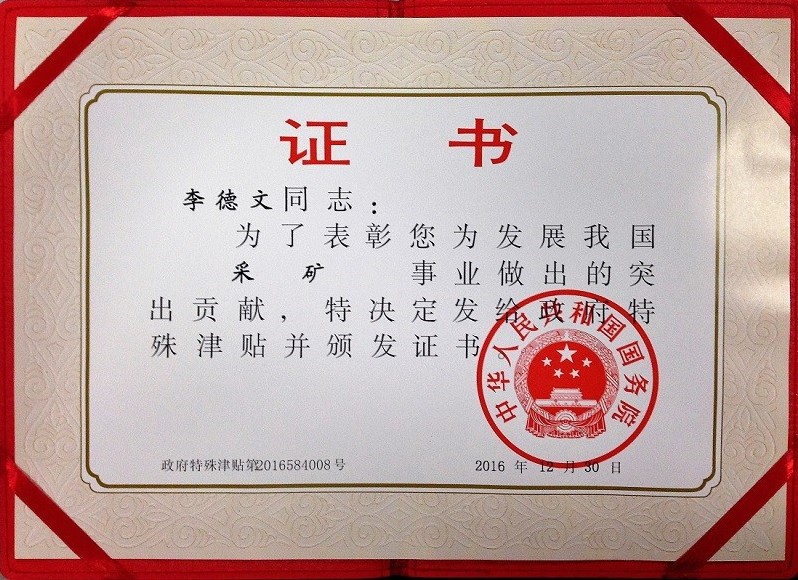 证 书
李德文同志：
为了表彰您为发展我国
采 矿 事业做出的突
出贡献，特决定发给政府特
殊津贴并颁发证书
中华人民共和国国务院
政府特殊津贴第2016584008号
2016 年 12 月 30 日